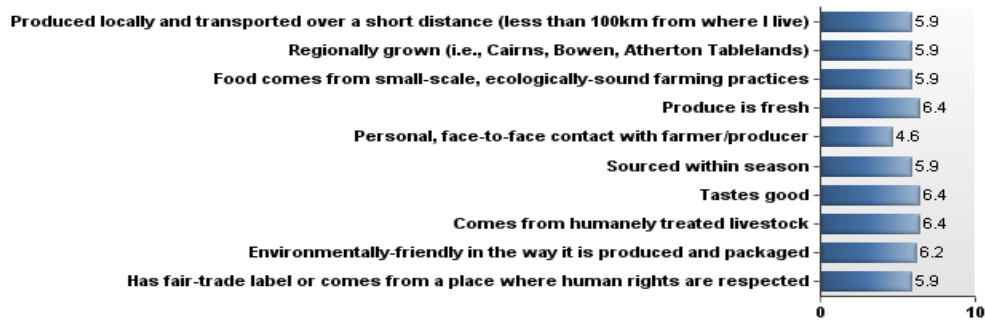 Produced locally and transported over a short distance (less than 100km from where I live) 5.9
Regionally grown (i.e., Cairns, Bowen, Atherton Tablelands) 5.9
Food comes from small-scale, ecologically-sound farming practices 5.9
Produce is fresh 6.4
Personal, face-to-face contact with farmer/producer 4.6
Sourced within season 5.9
Tastes good 6.4
Comes from humanely treated livestock 6.4
Environmentally-friendly in the way it is produced and packaged 6.2
Has fair-trade label or comes from a place where human rights are respected 5.9
0 10